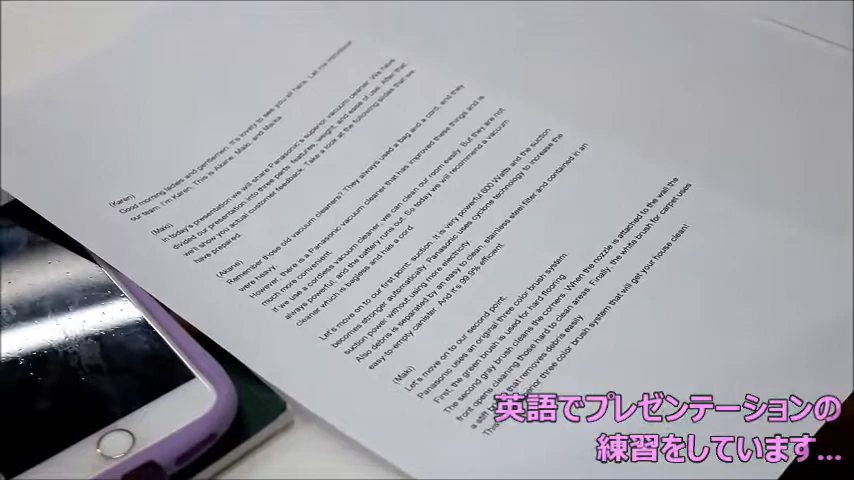 (Karen)
Good morning ladies and gentlemen. It's lovely to see you all here. Let me introduce
our team. I'm Karen, This is Akane, Maki, and Marika
(Maki)
In today's presentation we will share Panasonic's superior vacuum cleaner. We have
divided our presentation into three parts: features, weight, and ease of use. After that,
we'll show you actual customer feedback. Take a look at the following slides that we
have prepared.
(Akane)
Remember those old vacuum cleaners? They always used a bag and a cord, and they
were heavy.
However, there is a Panasonic vacuum cleaner that has improved these things and is
much more convenient.
If we use a cordless vacuum cleaner, we can clean our room easily. But they are not
always powerful, and the battery runs out. So today we will recommend a vacuum
cleaner which is bagless and has a cord.
Let's move on to our first point: suction. It is very powerful 600 Watts and the suction
becomes stronger automatically. Panasonic uses cyclone technology to increase the
suction power without using more electricity
Also debris is separated by an easy to clean, stainless steel filter and contained in an
easy-to-empty canister. And it's 99.9% efficient.
(Maki)
Let's move on to our second point.
Panasonic uses an original three color brush system
First, the green brush is used for hard flooring.
The second gray brush cleans the corners. When the nozzle is attached to the wall the
front opens cleaning those hard to clean areas. Finally, the white brush for carpet uses
a stiff that removes debris easily
This three color brush system that will get your house clean!
英語でプレゼンテーションの
練習をしています…